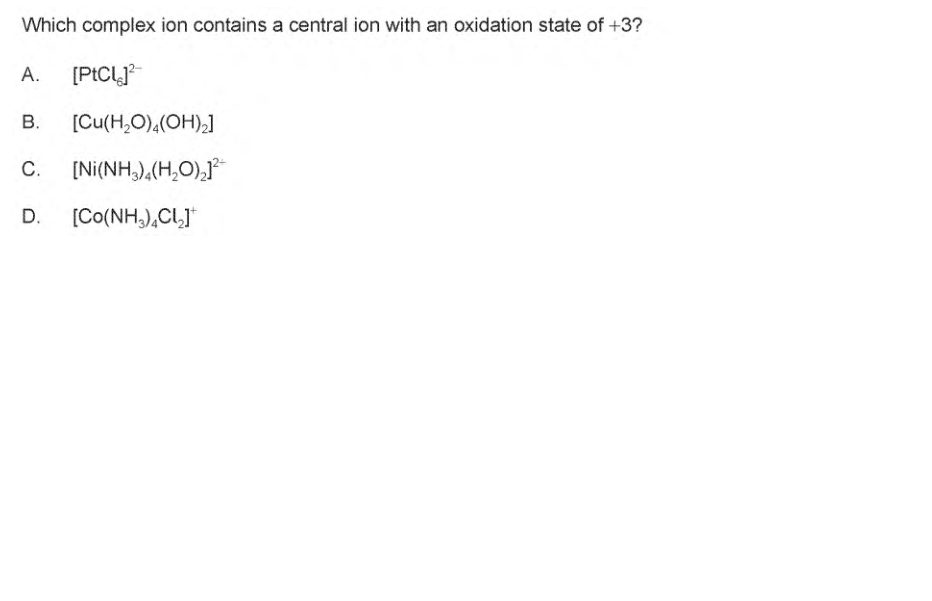 Which complex ion contains a central ion with an oxidation state of +3?
A. [PtCl₆]²⁻
B. [Cu(H₂O)₄(OH)₂]
C. [Ni(NH₃)₄(H₂O)₂]²⁺
D. [Co(NH₃)₄Cl₂]⁺